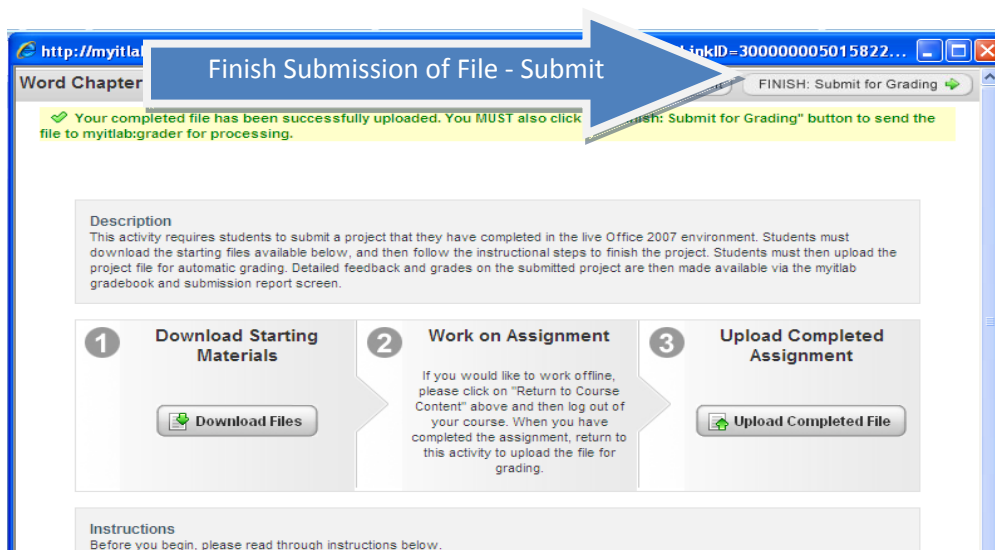 http://myitla
inkID=300000005015822...
Word Chapter
Finish Submission of File - Submit
FINISH: Submit for Grading
Your completed file has been successfully uploaded. You MUST also click inish: Submit for Grading" button to send the
file to myitlab:grader for processing.
Description
This activity requires students to submit a project that they have completed in the live Office 2007 environment. Students must
download the starting files available below, and then follow the instructional steps to finish the project. Students must then upload the
project file for automatic grading. Detailed feedback and grades on the submitted project are then made available via the myitlab
gradebook and submission report screen.
1
Download Starting
Materials
Download Files
2
Work on Assignment
If you would like to work offline,
please click on "Return to Course
Content" above and then log out of
your course. When you have
completed the assignment, return to
this activity to upload the file for
grading.
3
Upload Completed
Assignment
Upload Completed File
Instructions
Before you begin, please read through instructions below.